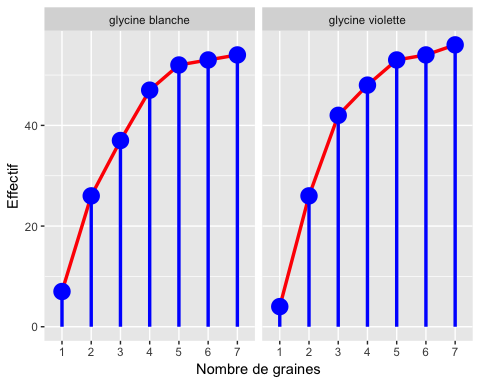 glycine blanche
glycine violette
Effectif
40
20
0
1 2 3 4 5 6 7
1 2 3 4 5 6 7
Nombre de graines